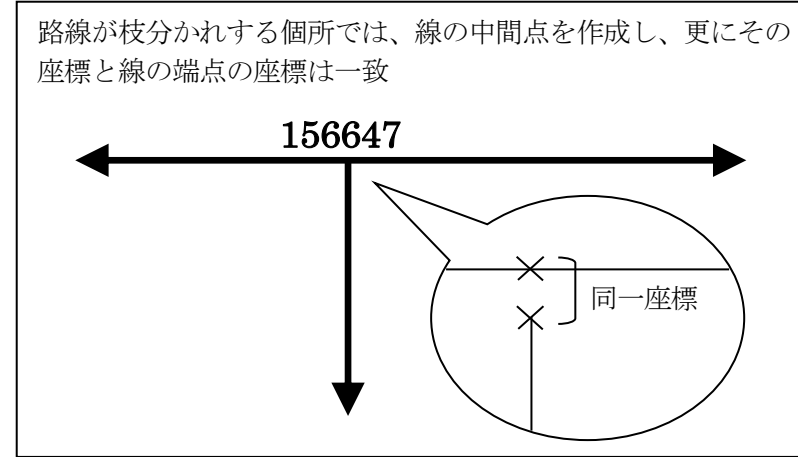 路線が枝分かれする個所では、線の中間点を作成し、更にその
座標と線の端点の座標は一致
156647
同一座標